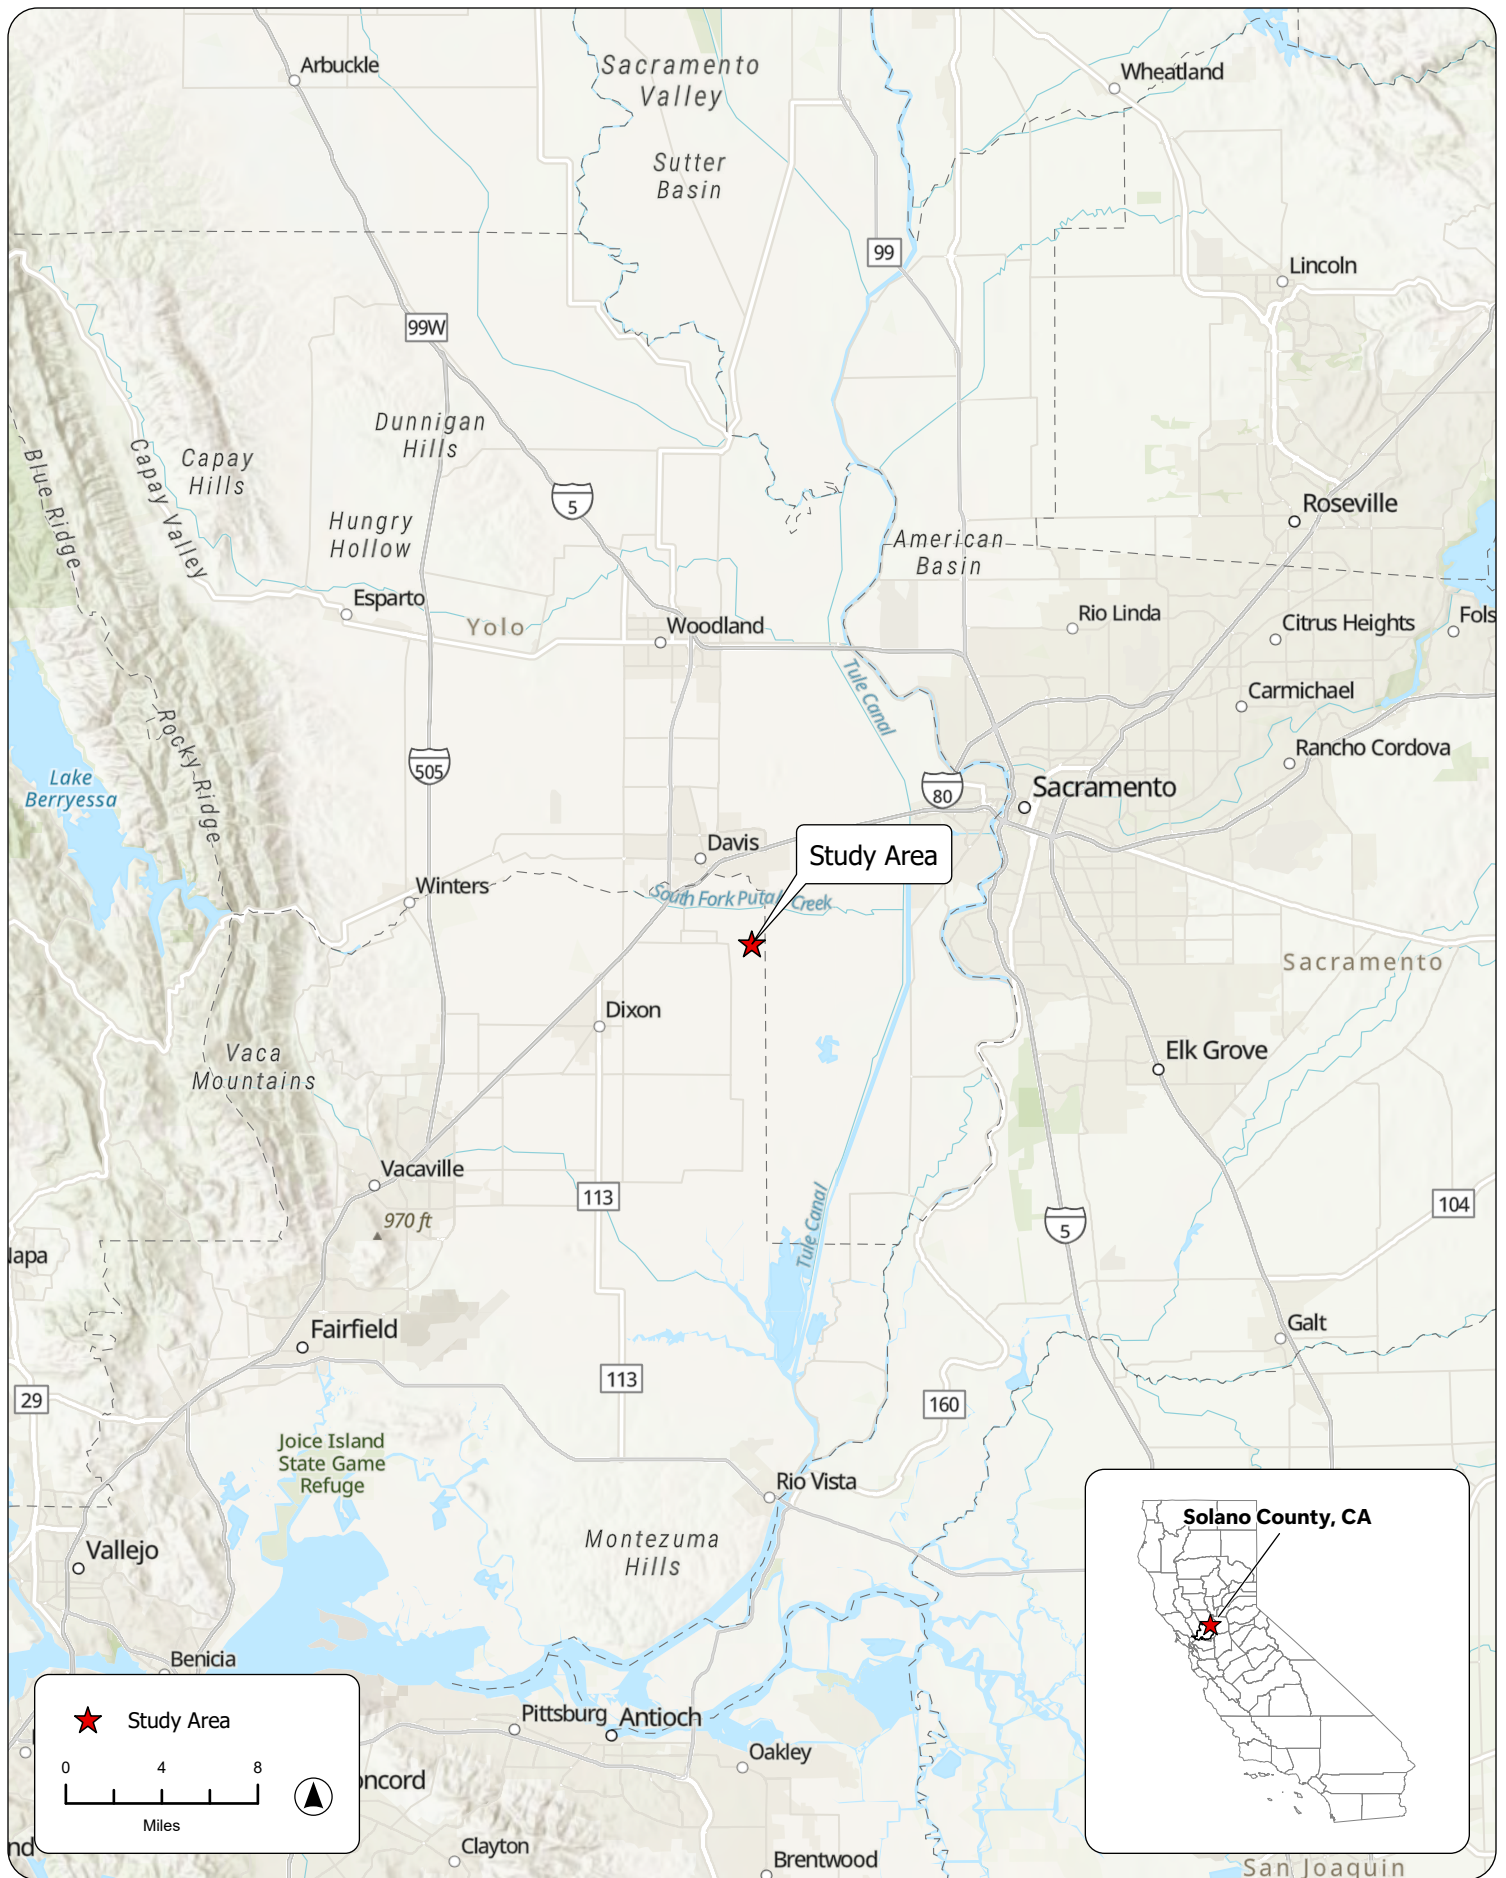 Arbuckle
Sacramento
Valley
Wheatland
Sutter
Basin
99
Lincoln
99W
Dunnigan
Hills
Capay
Hills
Capay Valley
Blue Ridge
5
Hungry
Hollow
Roseville
American
Basin
Esparto
Yolo
Woodland
Rio Linda
Citrus Heights
Fols
Tule Canal
Carmichael
Rocky Ridge
Rancho Cordova
Lake
Berryessa
505
80
Sacramento
Davis
Study Area
Winters
South Fork Putah Creek
Sacramento
Dixon
Vaca
Mountains
Elk Grove
Vacaville
113
970 ft
Tule Canal
104
5
Napa
Fairfield
Galt
113
29
160
Joice Island
State Game
Refuge
Rio Vista
Montezuma
Hills
Vallejo
Solano County, CA
Benicia
Pittsburg
Antioch
Study Area
Oakley
0 4 8
Miles
oncord
Clayton
nd
Brentwood
San Joaquin